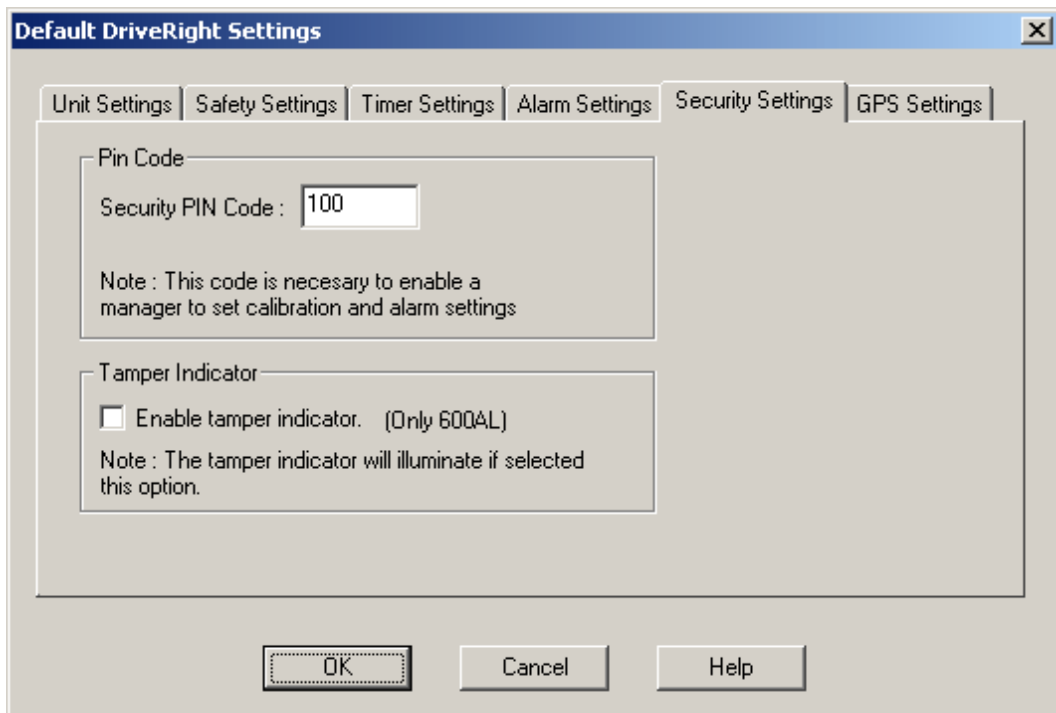 Default DriveRight Settings
Unit Settings Safety Settings Timer Settings Alarm Settings Security Settings GPS Settings
Pin Code
Security PIN Code : 100
Note : This code is necesary to enable a
manager to set calibration and alarm settings
Tamper Indicator
Enable tamper indicator. (Only 600AL)
Note : The tamper indicator will illuminate if selected
this option.
OK Cancel Help